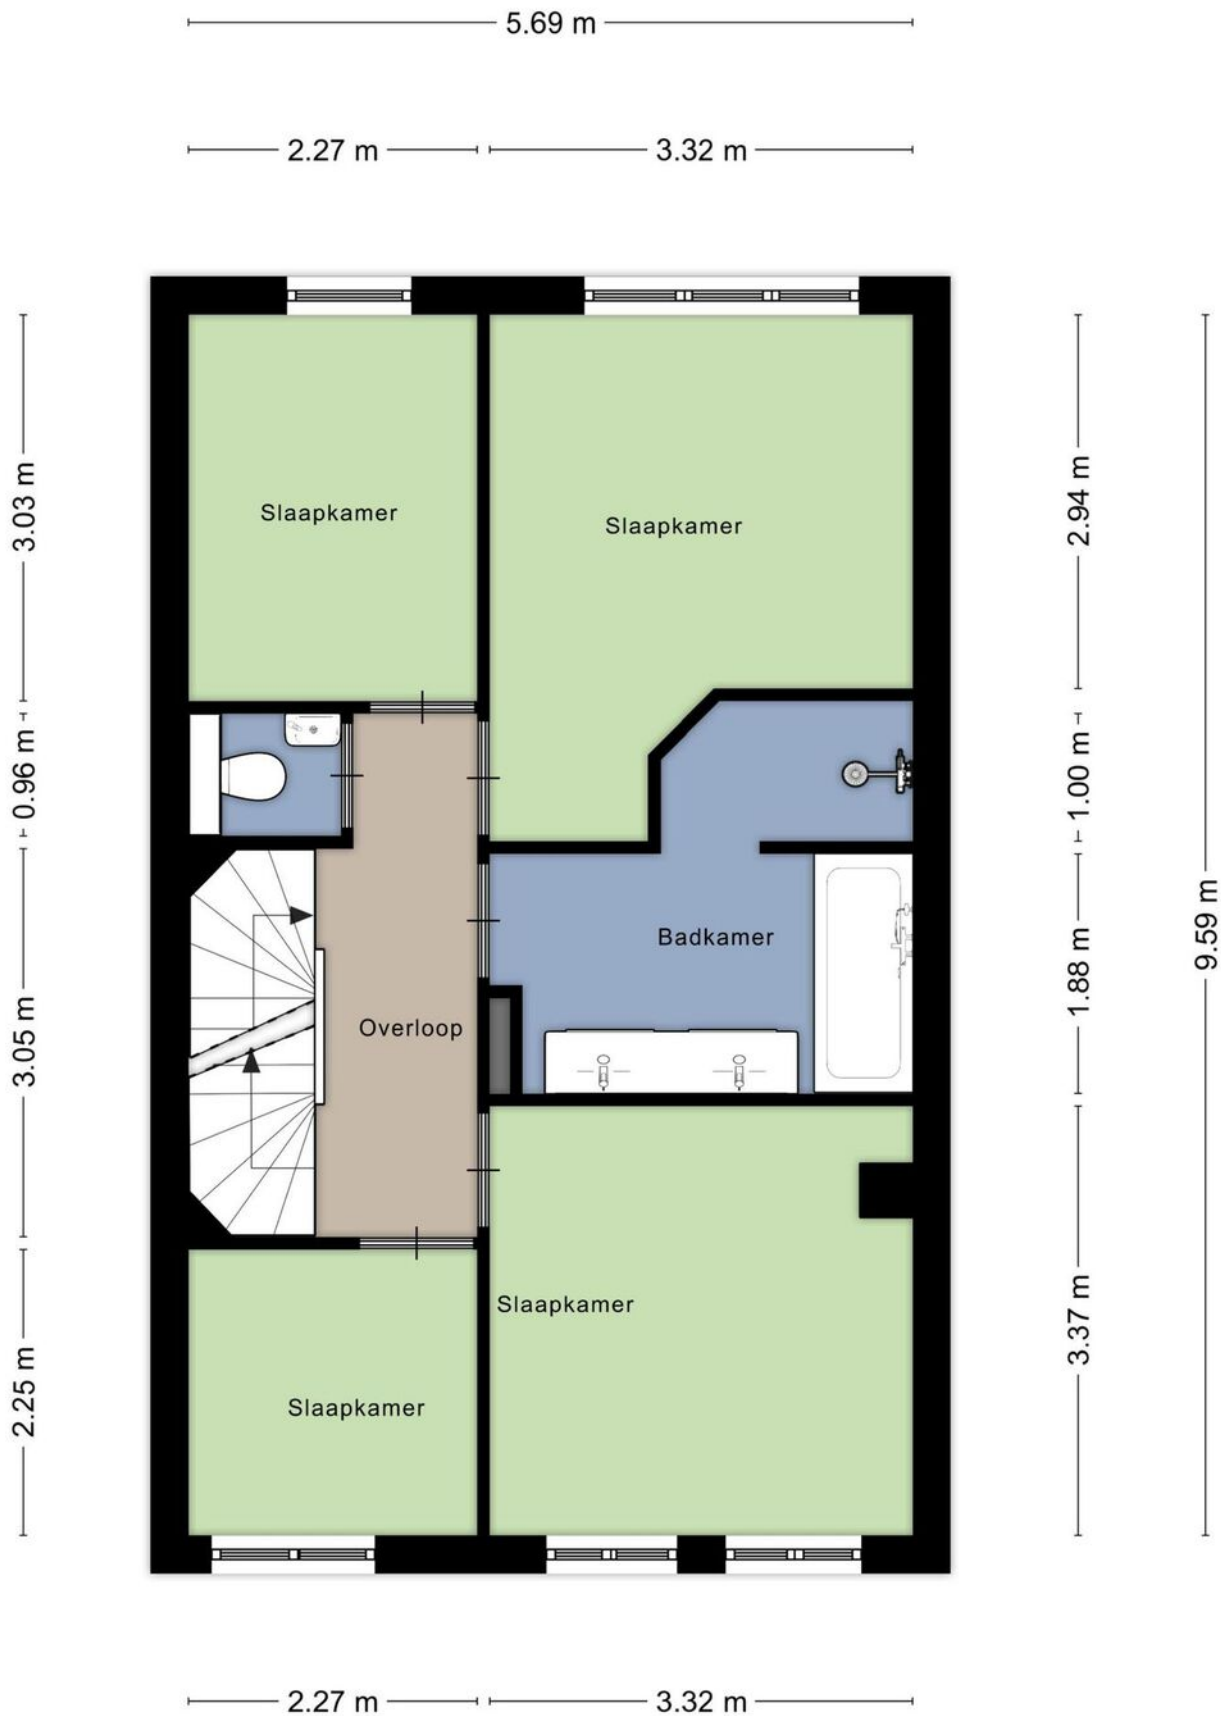 5.69 m
2.27 m
3.32 m
3.03 m
2.94 m
Slaapkamer
Slaapkamer
0.96 m
1.00 m
9.59 m
Badkamer
1.88 m
3.05 m
Overloop
Slaapkamer
3.37 m
2.25 m
Slaapkamer
2.27 m
3.32 m